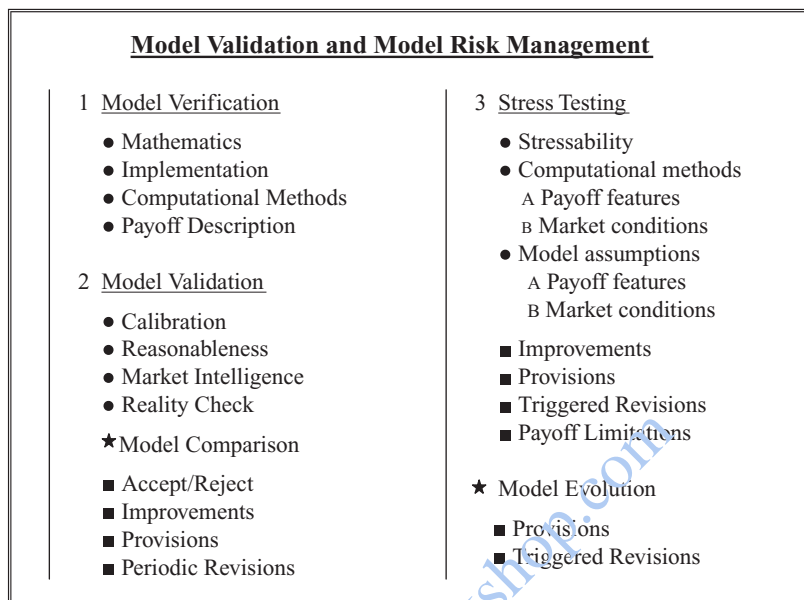 Model Validation and Model Risk Management
1 Model Verification
● Mathematics
● Implementation
● Computational Methods
● Payoff Description
2 Model Validation
● Calibration
● Reasonableness
● Market Intelligence
● Reality Check
★ Model Comparison
■ Accept/Reject
■ Improvements
■ Provisions
■ Periodic Revisions
3 Stress Testing
● Stressability
● Computational methods
A Payoff features
B Market conditions
● Model assumptions
A Payoff features
B Market conditions
■ Improvements
■ Provisions
■ Triggered Revisions
■ Payoff Limitations
★ Model Evolution
■ Provisions
■ Triggered Revisions
shop.com